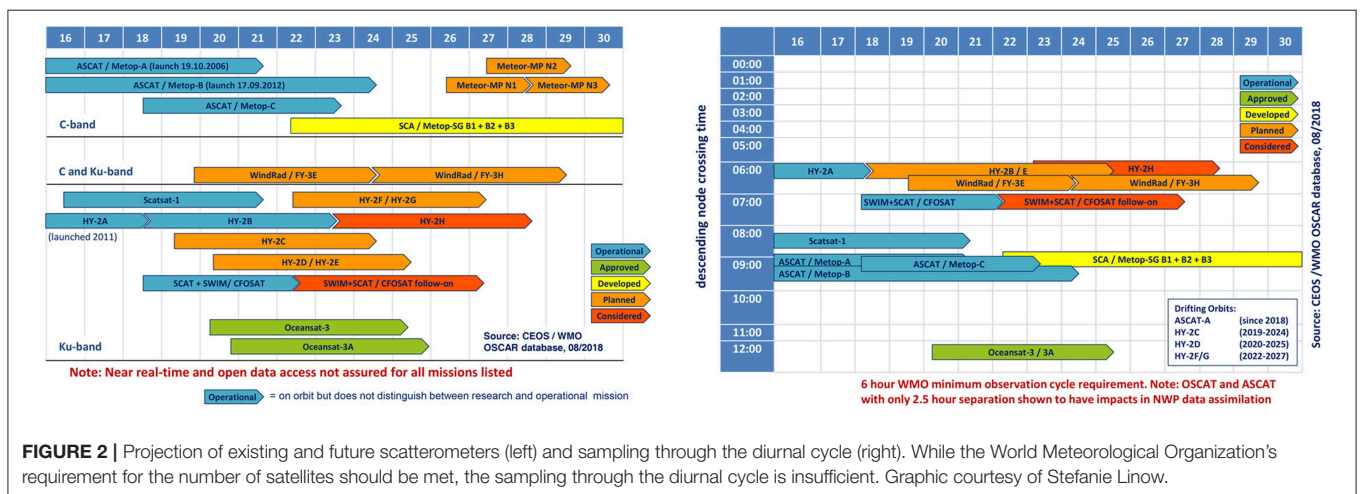 16 17 18 19 20 21 22 23 24 25 26 27 28 29 30
ASCAT / Metop-A (launch 19.10.2006)
Meteor-MP N2
ASCAT / Metop-B (launch 17.09.2012)
Meteor-MP N1
Meteor-MP N3
ASCAT / Metop-C
C-band
SCA / Metop-SG B1 + B2 + B3
C and Ku-band
WindRad / FY-3E
WindRad / FY-3H
Scatsat-1
HY-2F / HY-2G
HY-2A
HY-2B
HY-2H
(launched 2011)
HY-2C
HY-2D / HY-2E
SCAT + SWIM/ CFOSAT
SWIM+SCAT / CFOSAT follow-on
Operational
Approved
Developed
Planned
Considered
Oceansat-3
Oceansat-3A
Ku-band
Source: CEOS / WMO
OSCAR database, 08/2018
Note: Near real-time and open data access not assured for all missions listed
Operational = on orbit but does not distinguish between research and operational mission
16 17 18 19 20 21 22 23 24 25 26 27 28 29 30
descending node crossing time
00:00
01:00
02:00
03:00
04:00
05:00
06:00
07:00
08:00
09:00
10:00
11:00
12:00
Operational
Approved
Developed
Planned
Considered
HY-2A
HY-2B / E
HY-2H
WindRad / FY-3E
WindRad / FY-3H
SWIM+SCAT / CFOSAT
SWIM+SCAT / CFOSAT follow-on
Scatsat-1
ASCAT / Metop-A
ASCAT / Metop-C
SCA / Metop-SG B1 + B2 + B3
ASCAT / Metop-B
Oceansat-3 / 3A
Drifting Orbits:
ASCAT-A (since 2018)
HY-2C (2019-2024)
HY-2D (2020-2025)
HY-2F/G (2022-2027)
Source: CEOS /WMO OSCAR database, 08/2018
6 hour WMO minimum observation cycle requirement. Note: OSCAT and ASCAT
with only 2.5 hour separation shown to have impacts in NWP data assimilation
FIGURE 2 | Projection of existing and future scatterometers (left) and sampling through the diurnal cycle (right). While the World Meteorological Organization's
requirement for the number of satellites should be met, the sampling through the diurnal cycle is insufficient. Graphic courtesy of Stefanie Linow.